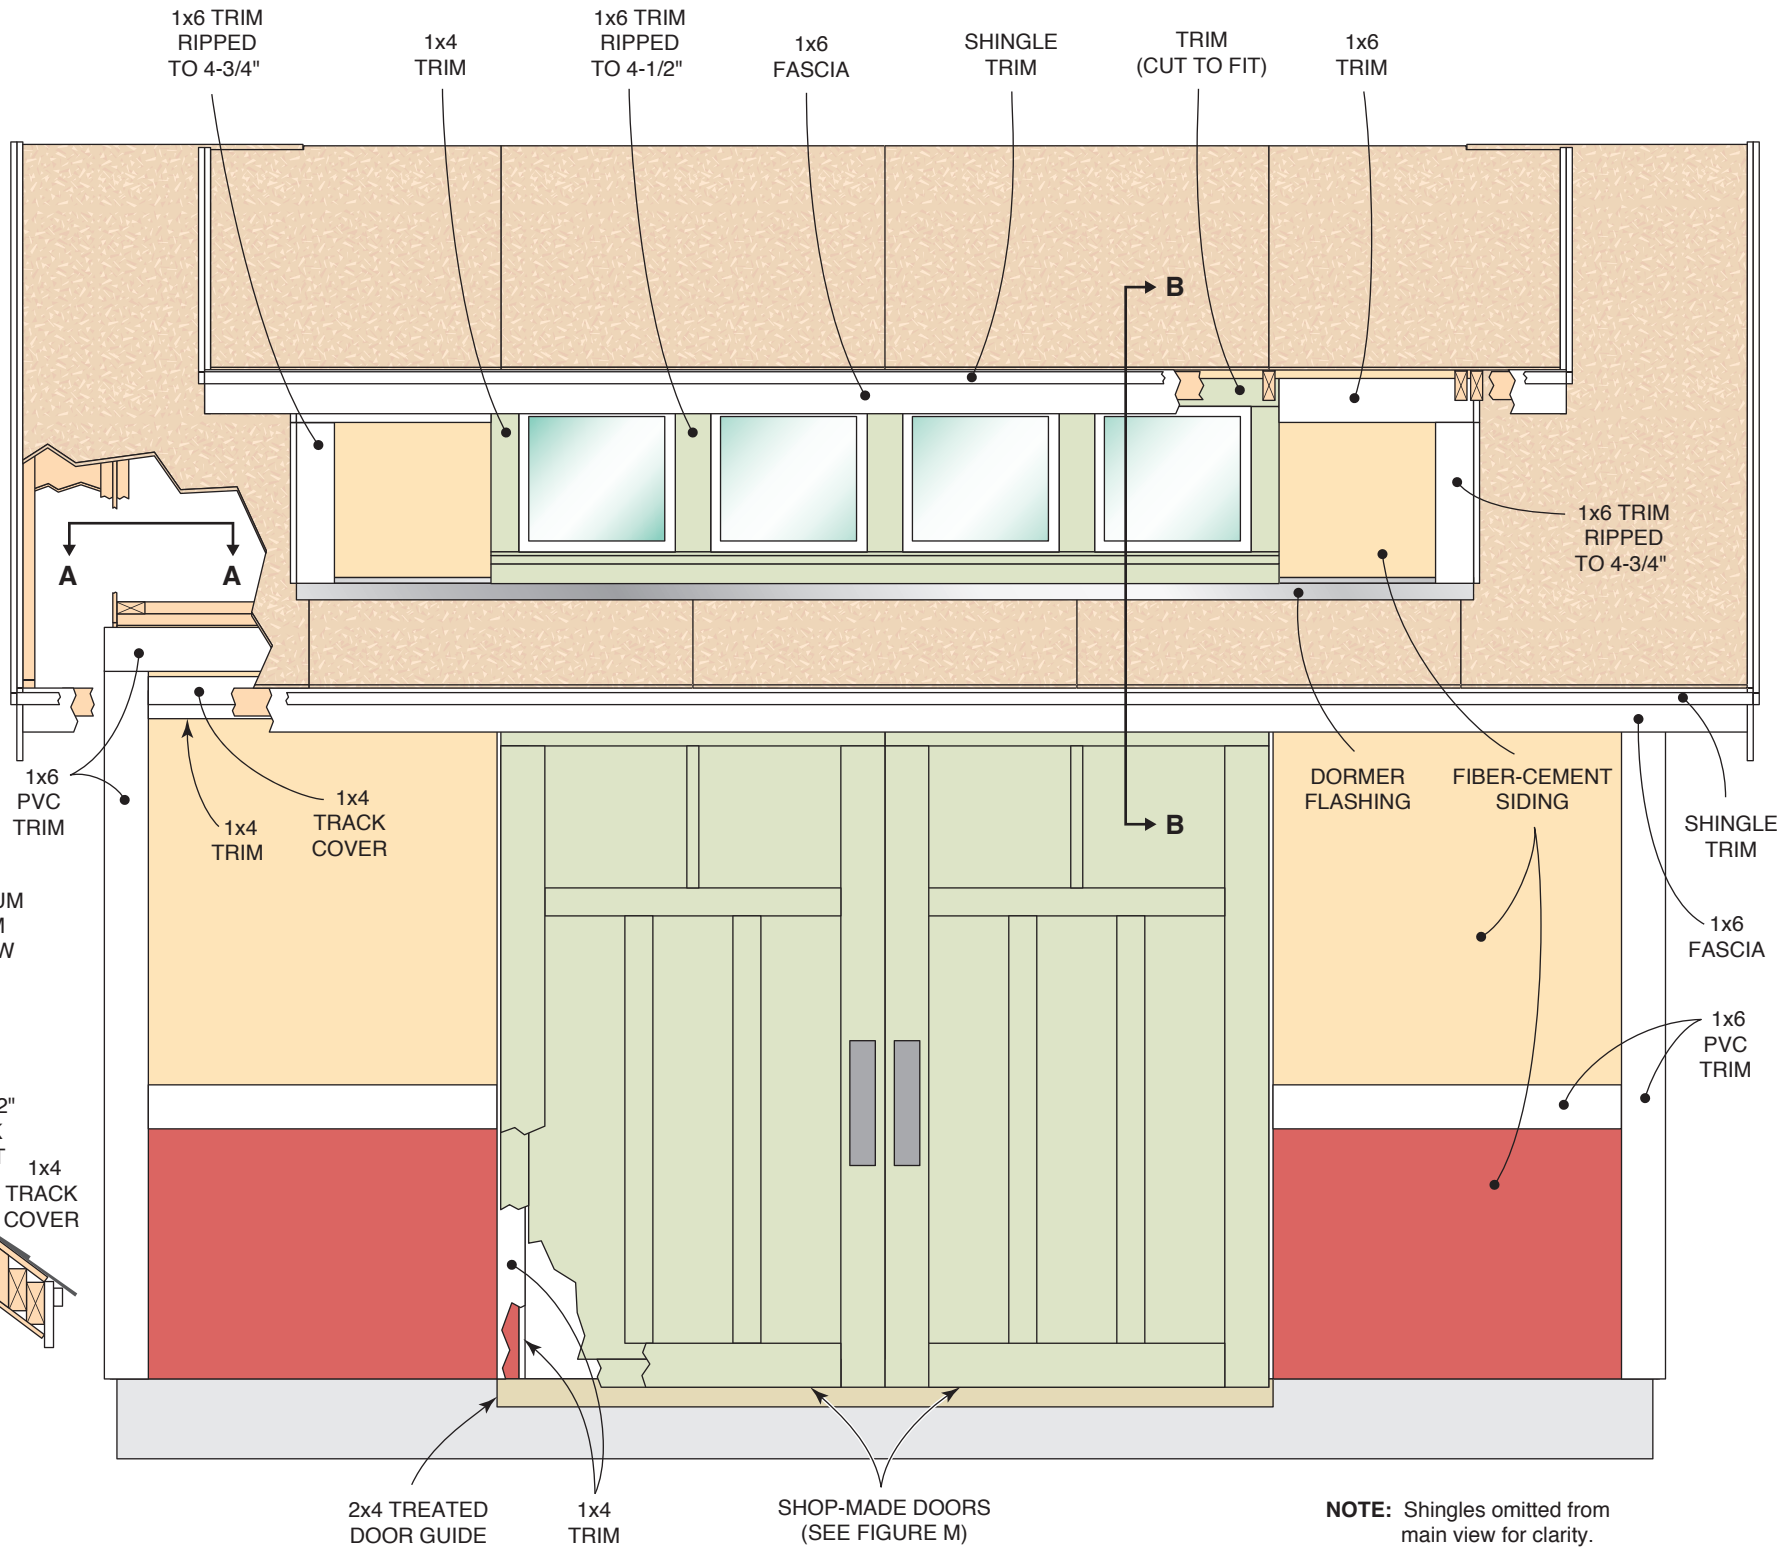 1x6 TRIM
RIPPED
TO 4-3/4"
1x4
TRIM
1x6 TRIM
RIPPED
TO 4-1/2"
1x6
FASCIA
SHINGLE
TRIM
TRIM
(CUT TO FIT)
1x6
TRIM
B
1x6 TRIM
RIPPED
TO 4-3/4"
A
A
1x6
PVC
TRIM
1x4
TRIM
1x4
TRACK
COVER
B
DORMER
FLASHING
FIBER-CEMENT
SIDING
SHINGLE
TRIM
1x6
FASCIA
1x6
PVC
TRIM
UM
M
W
2"
T
1x4
TRACK
COVER
2x4 TREATED
DOOR GUIDE
1x4
TRIM
SHOP-MADE DOORS
(SEE FIGURE M)
NOTE: Shingles omitted from
main view for clarity.